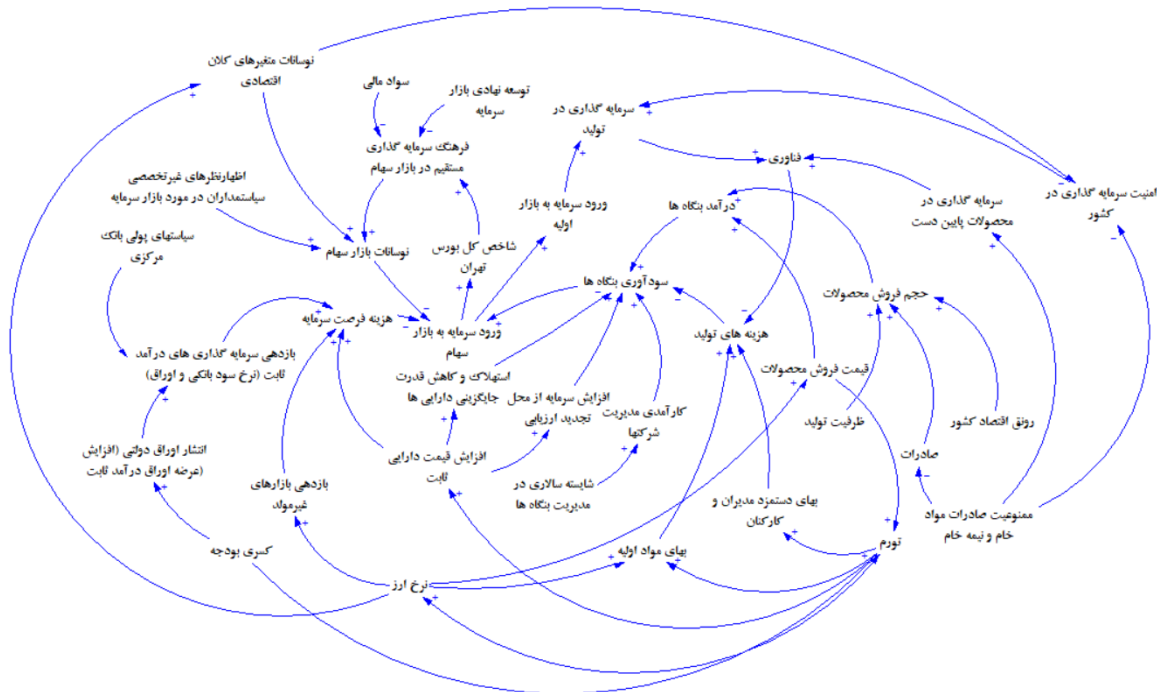 نوسانات متغیرهای کلان
اقتصادی
سواد مالی
توسعه نهادی بازار
سرمایه
سرمایه گذاری در
تولید
فرهنگ سرمایه گذاری
مستقیم در بازار سهام
فناوری
امنیت سرمایه گذاری در
کشور
اظهارنظرهای غیرتخصصی
سیاستمداران در مورد بازار سرمایه
ورود سرمایه به بازار
اولیه
درآمد بنگاه ها
سرمایه گذاری در
محصولات پایین دست
سیاستهای پولی بانک
مرکزی
نوسانات بازار سهام
شاخص کل بورس
تهران
سودآوری بنگاه ها
حجم فروش محصولات
هزینه فرصت سرمایه
ورود سرمایه به بازار
سهام
هزینه های تولید
بازدهی سرمایه گذاری های درآمد
ثابت (نرخ سود بانکی و اوراق)
استهلاک و کاهش قدرت
جایگزینی دارایی ها
افزایش سرمایه از محل
تجدید ارزیابی
کارآمدی مدیریت
شرکتها
قیمت فروش محصولات
ظرفیت تولید
رونق اقتصاد کشور
انتشار اوراق دولتی (افزایش
عرضه اوراق درآمد ثابت)
بازدهی بازارهای
غیرمولد
افزایش قیمت دارایی
ثابت
شایسته سالاری در
مدیریت بنگاه ها
بهای دستمزد مدیران و
کارکنان
صادرات
ممنوعیت صادرات مواد
خام و نیمه خام
کسری بودجه
نرخ ارز
بهای مواد اولیه
تورم